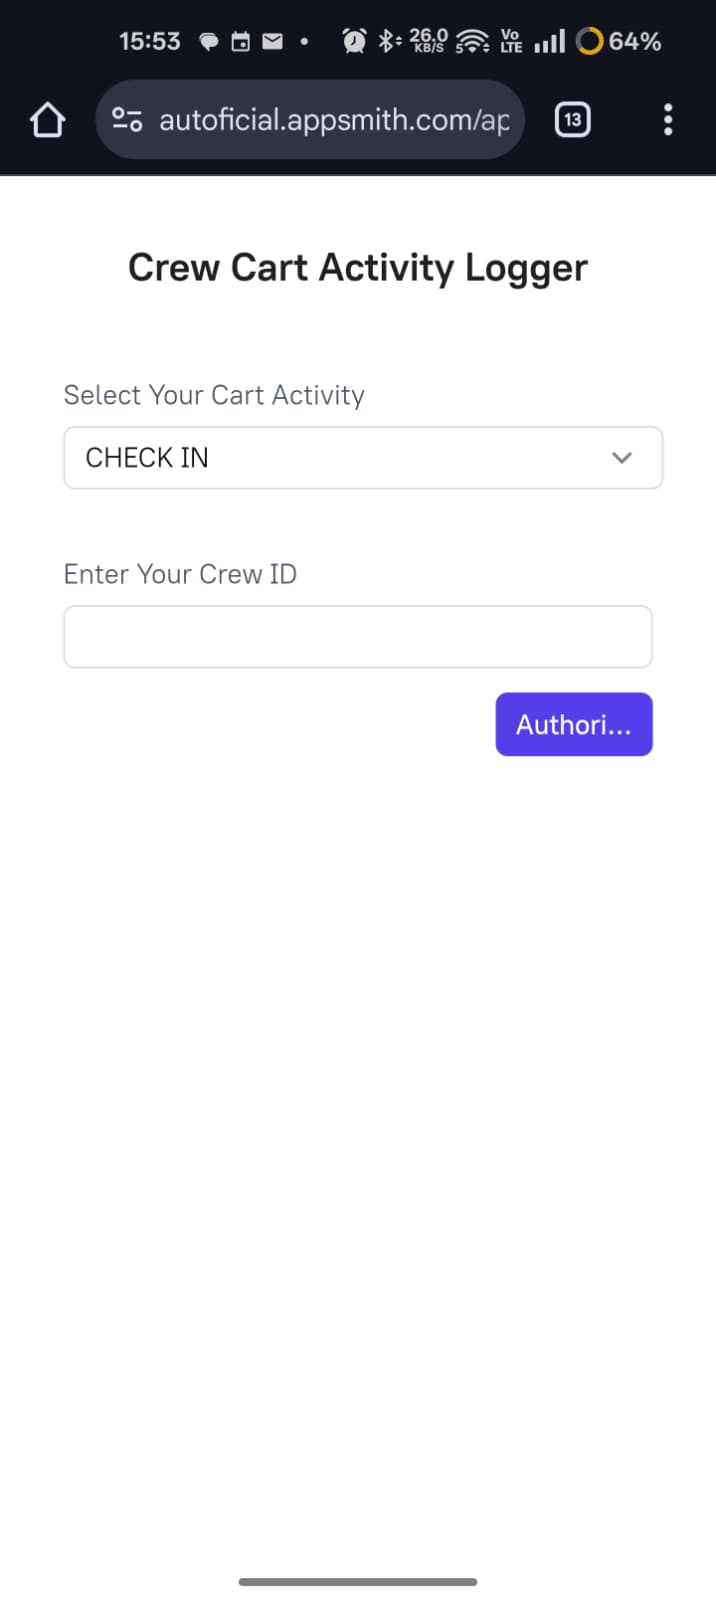 15:53 26.0 KB/S 5 Vo LTE 64%
autoficial.appsmith.com/ap 13
Crew Cart Activity Logger
Select Your Cart Activity
CHECK IN
Enter Your Crew ID
Authori...